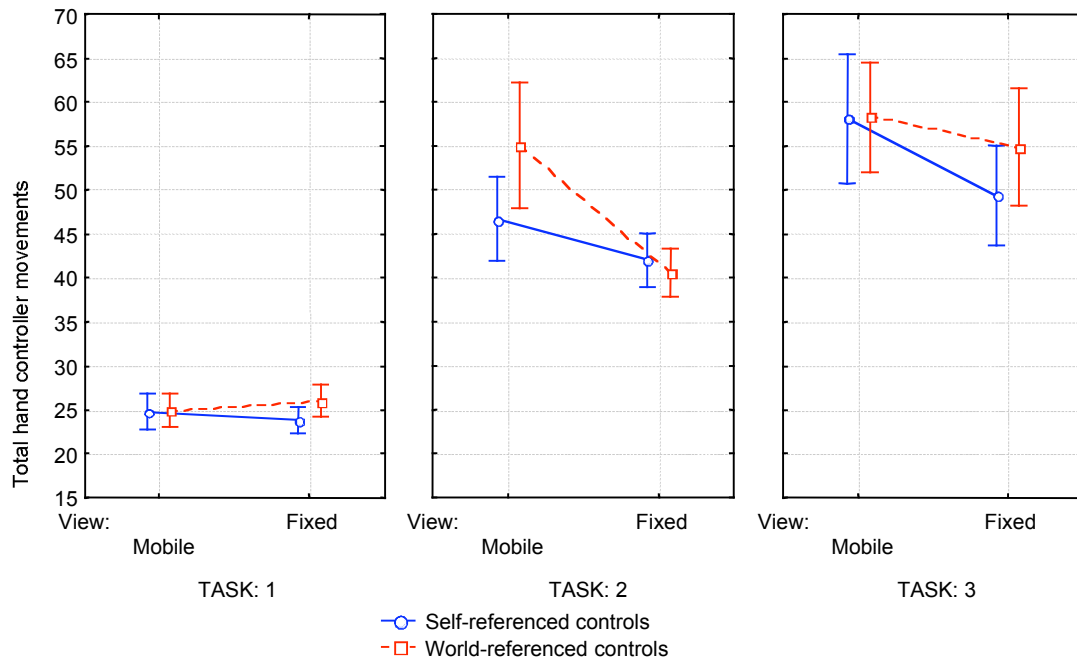 Total hand controller movements
70
65
60
55
50
45
40
35
30
25
20
15
View:
Mobile
Fixed
View:
Mobile
Fixed
View:
Mobile
Fixed
TASK: 1
TASK: 2
TASK: 3
Self-referenced controls
World-referenced controls